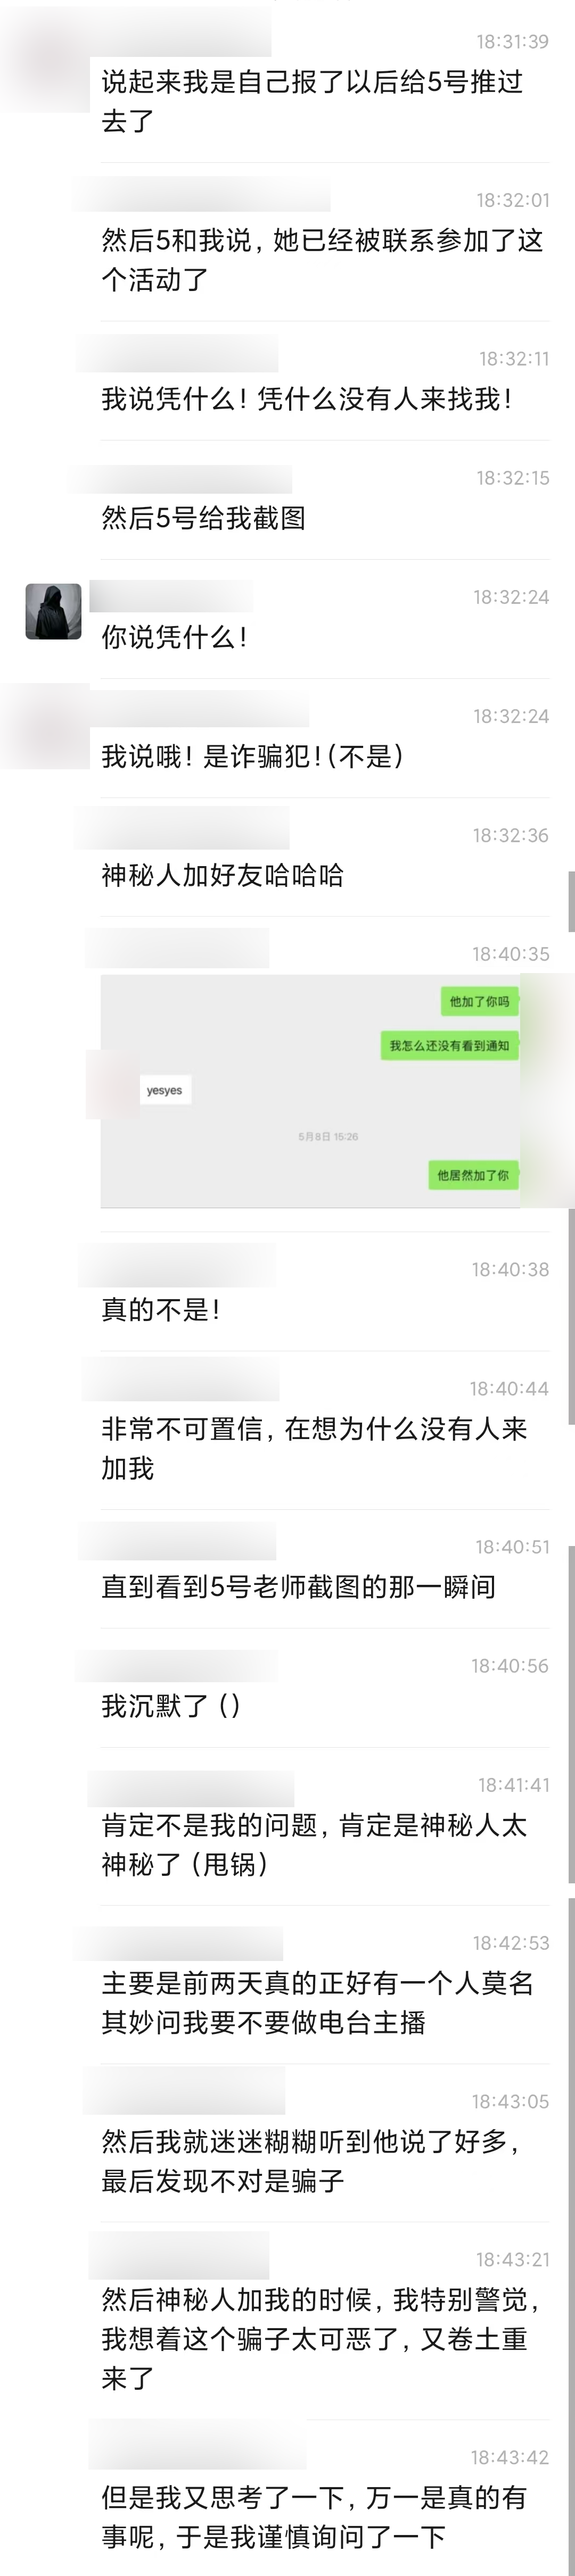 18:31:39
说起来我是自己报了以后给5号推过
去了
18:32:01
然后5和我说，她已经被联系参加了这
个活动了
18:32:11
我说凭什么！凭什么没有人来找我！
18:32:15
然后5号给我截图
18:32:24
你说凭什么！
18:32:24
我说哦！是诈骗犯！(不是)
18:32:36
神秘人加好友哈哈哈
18:40:35
他加了你吗
我怎么还没有看到通知
yesyes
5月8日 15:26
他居然加了你
18:40:38
真的不是！
18:40:44
非常不可置信，在想为什么没有人来
加我
18:40:51
直到看到5号老师截图的那一瞬间
18:40:56
我沉默了（）
18:41:41
肯定不是我的问题，肯定是神秘人太
神秘了（甩锅）
18:42:53
主要是前两天真的正好有一个人莫名
其妙问我要不要做电台主播
18:43:05
然后我就迷迷糊糊听到他说了好多，
最后发现不对是骗子
18:43:21
然后神秘人加我的时候，我特别警觉，
我想着这个骗子太可恶了，又卷土重
来了
18:43:42
但是我又思考了一下，万一是真的有
事呢，于是我谨慎询问了一下